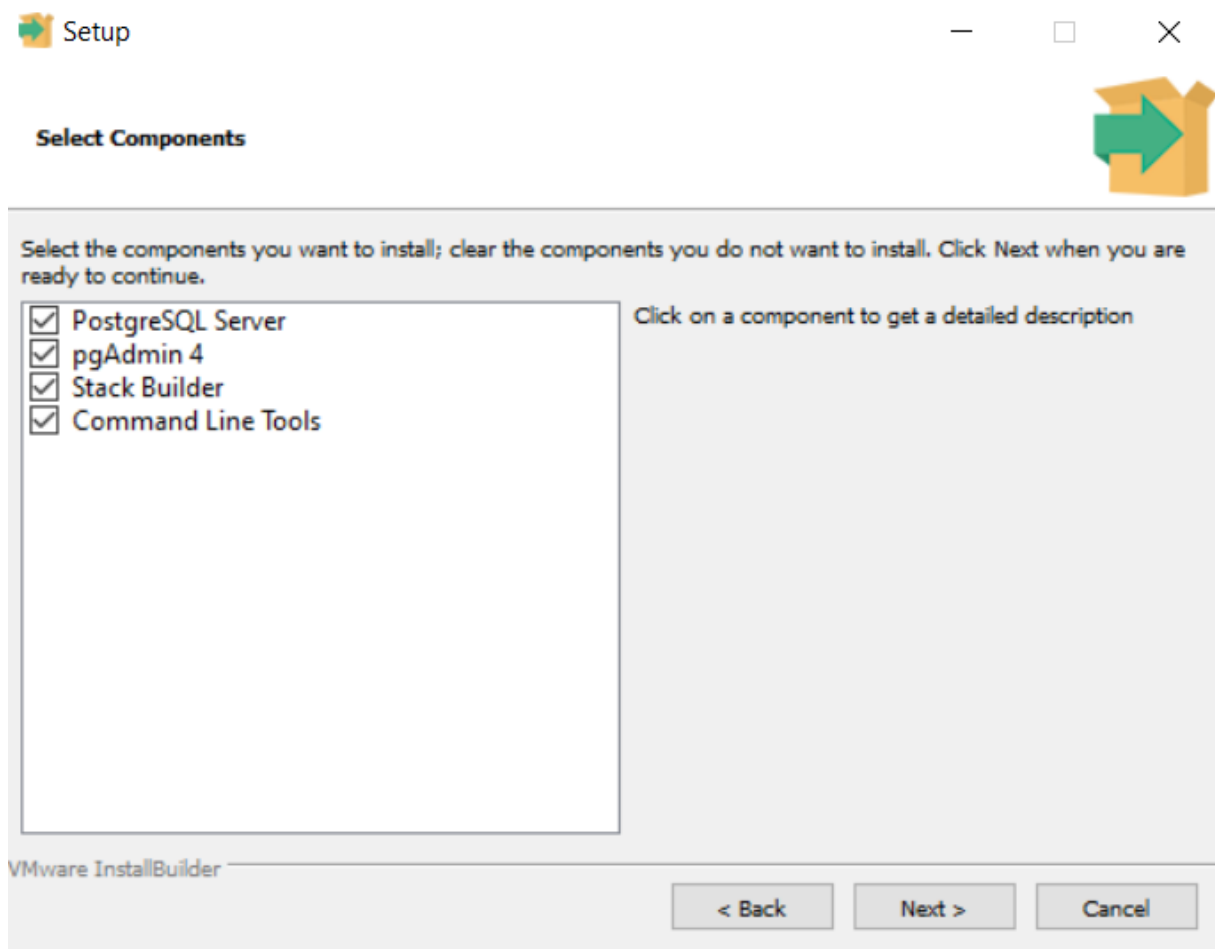 Setup
Select Components
Select the components you want to install; clear the components you do not want to install. Click Next when you are
ready to continue.
PostgreSQL Server
pgAdmin 4
Stack Builder
Command Line Tools
Click on a component to get a detailed description
VMware InstallBuilder
< Back
Next >
Cancel